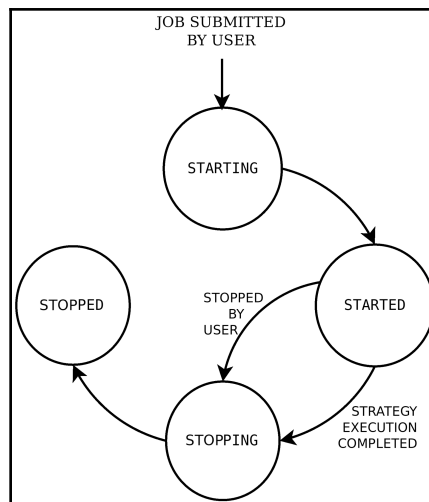 JOB SUBMITTED
BY USER
STARTING
STOPPED
STOPPED
BY
USER
STARTED
STOPPING
STRATEGY
EXECUTION
COMPLETED